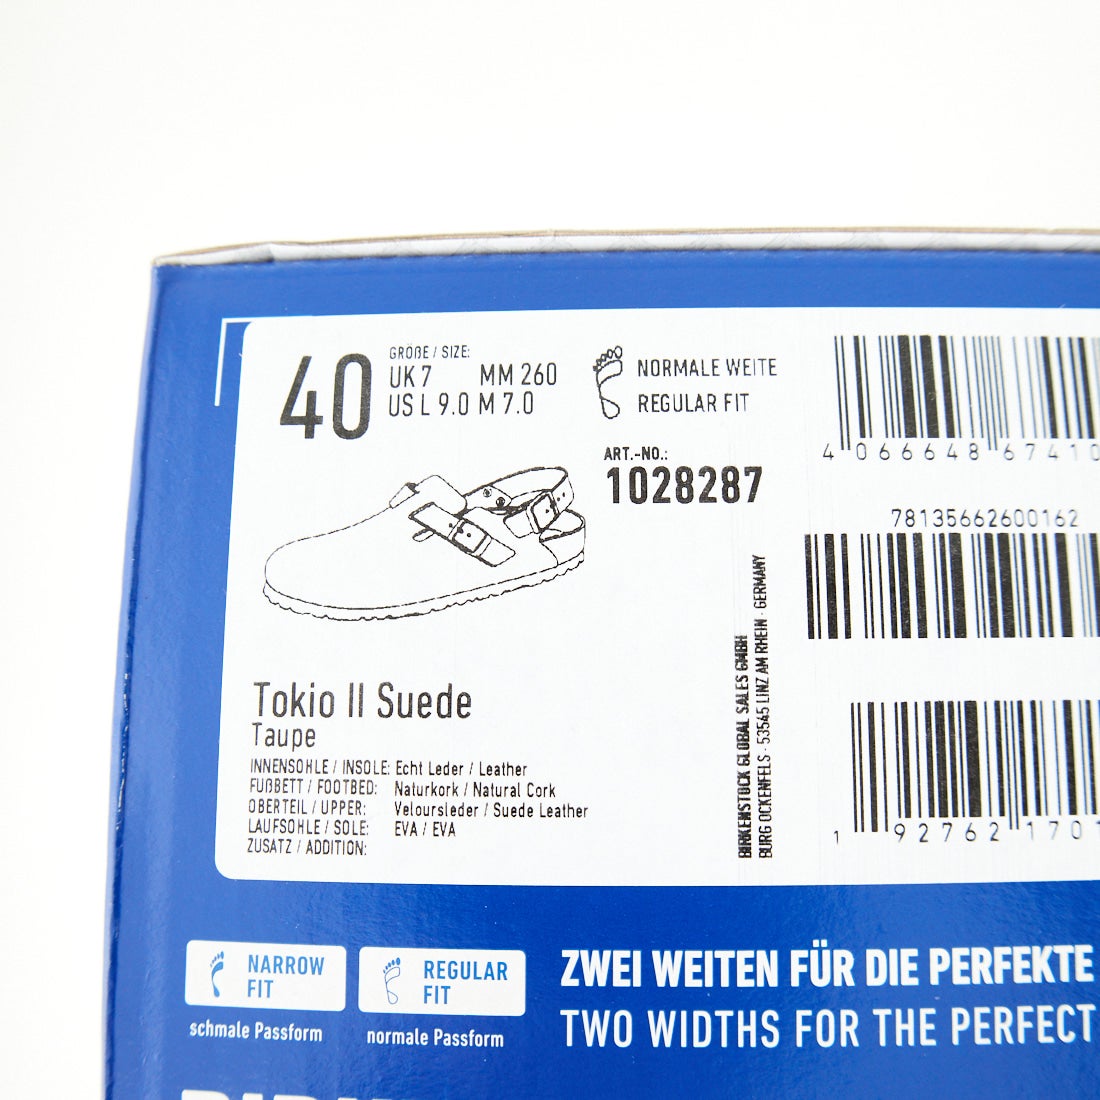 40
GRÖßE / SIZE:
UK 7 MM 260
US L 9.0 M 7.0
NORMALE WEITE
REGULAR FIT
ART.-NO.:
1028287
4 066648 67410
78135662600162
1 92762 1701
BIRKENSTOCK GLOBAL SALES GMBH
BURG OCKENFELS · 53545 LINZ AM RHEIN · GERMANY
Tokio II Suede
Taupe
INNENSOHLE / INSOLE: Echt Leder / Leather
FUßBETT / FOOTBED: Naturkork / Natural Cork
OBERTEIL / UPPER: Veloursleder / Suede Leather
LAUFSOHLE / SOLE: EVA / EVA
ZUSATZ / ADDITION:
NARROW
FIT
schmale Passform
REGULAR
FIT
normale Passform
ZWEI WEITEN FÜR DIE PERFEKTE
TWO WIDTHS FOR THE PERFECT